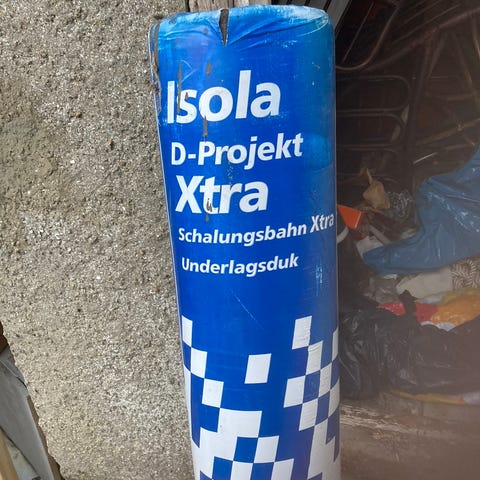 Isola
D-Projekt
Xtra
Schalungsbahn Xtra
Underlagsduk